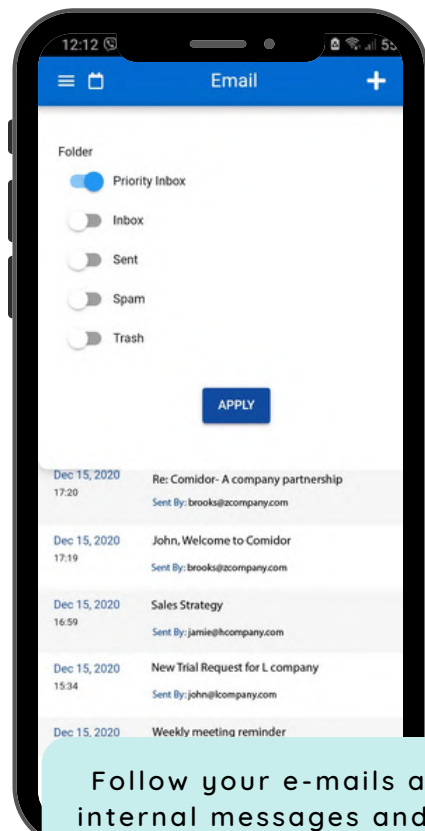 12:12
Email
Folder
Priority Inbox
Inbox
Sent
Spam
Trash
APPLY
Dec 15, 2020 Re: Comidor- A company partnership
17:20 Sent By: brooks@zcompany.com
Dec 15, 2020 John, Welcome to Comidor
17:19 Sent By: brooks@zcompany.com
Dec 15, 2020 Sales Strategy
16:59 Sent By: jamie@hcompany.com
Dec 15, 2020 New Trial Request for L company
15:34 Sent By: john@lcompany.com
Dec 15, 2020 Weekly meeting reminder
Follow your e-mails a
internal messages and